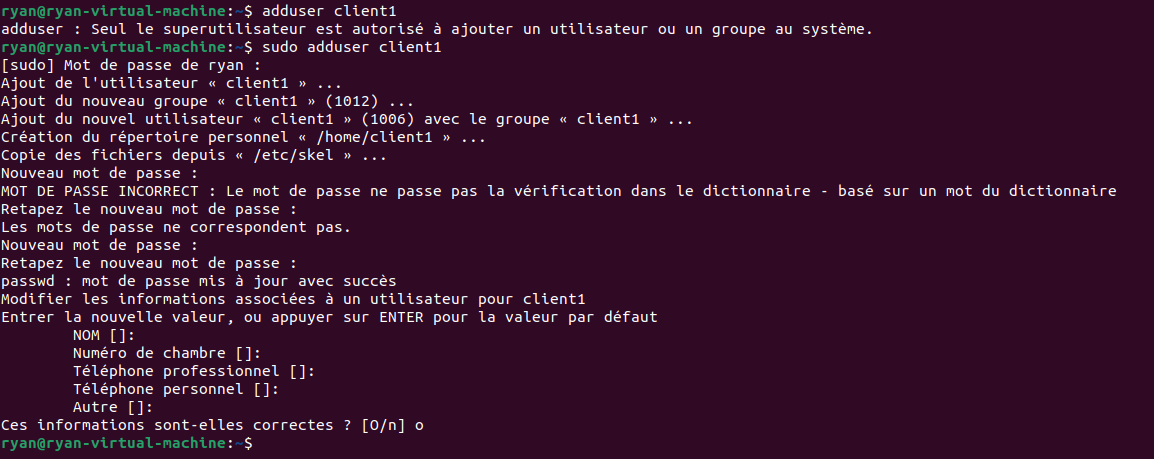 ryan@ryan-virtual-machine:~$ adduser client1
adduser : Seul le superutilisateur est autorisé à ajouter un utilisateur ou un groupe au système.
ryan@ryan-virtual-machine:~$ sudo adduser client1
[sudo] Mot de passe de ryan :
Ajout de l'utilisateur « client1 » ...
Ajout du nouveau groupe « client1 » (1012) ...
Ajout du nouvel utilisateur « client1 » (1006) avec le groupe « client1 » ...
Création du répertoire personnel « /home/client1 » ...
Copie des fichiers depuis « /etc/skel » ...
Nouveau mot de passe :
MOT DE PASSE INCORRECT : Le mot de passe ne passe pas la vérification dans le dictionnaire - basé sur un mot du dictionnaire
Retapez le nouveau mot de passe :
Les mots de passe ne correspondent pas.
Nouveau mot de passe :
Retapez le nouveau mot de passe :
passwd : mot de passe mis à jour avec succès
Modifier les informations associées à un utilisateur pour client1
Entrer la nouvelle valeur, ou appuyer sur ENTER pour la valeur par défaut
        NOM []:
        Numéro de chambre []:
        Téléphone professionnel []:
        Téléphone personnel []:
        Autre []:
Ces informations sont-elles correctes ? [O/n] o
ryan@ryan-virtual-machine:~$